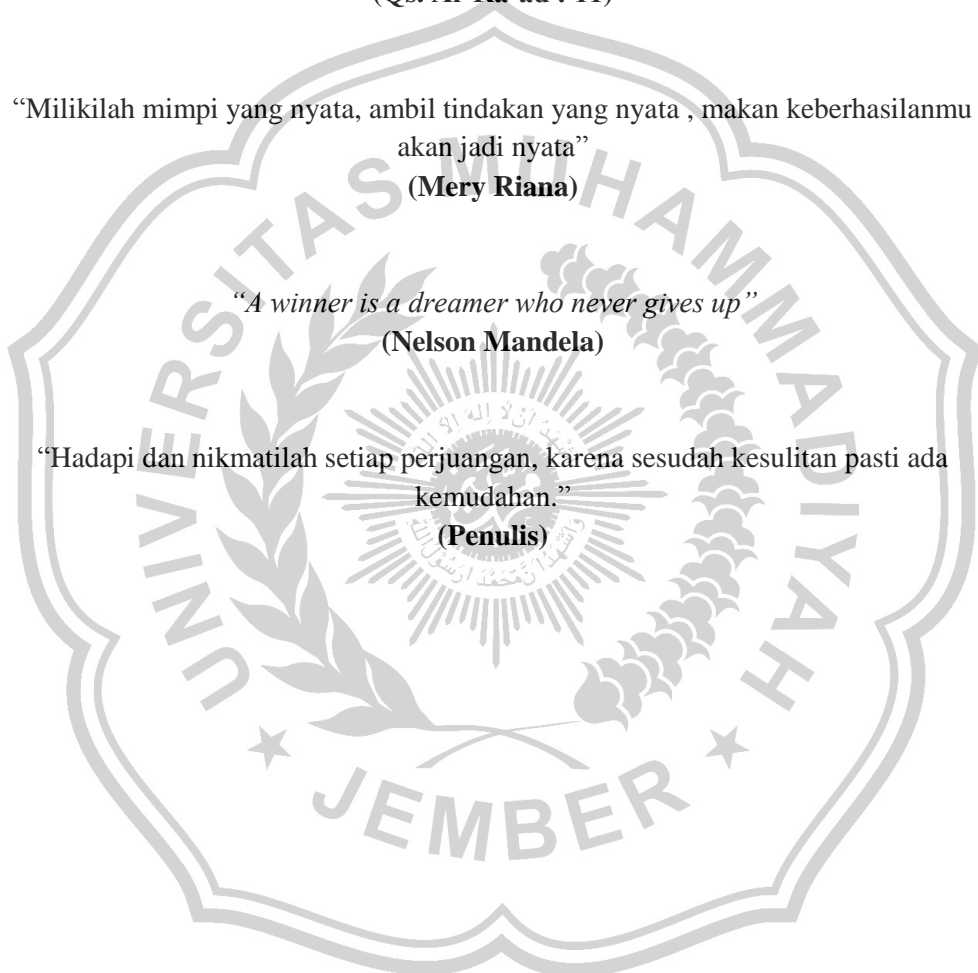 “Milikilah mimpi yang nyata, ambil tindakan yang nyata , makan keberhasilanmu
akan jadi nyata”
(Mery Riana)
“A winner is a dreamer who never gives up”
(Nelson Mandela)
“Hadapi dan nikmatilah setiap perjuangan, karena sesudah kesulitan pasti ada
kemudahan.”
(Penulis)
UNIVERSITAS MUHAMMADIYAH
JEMBER